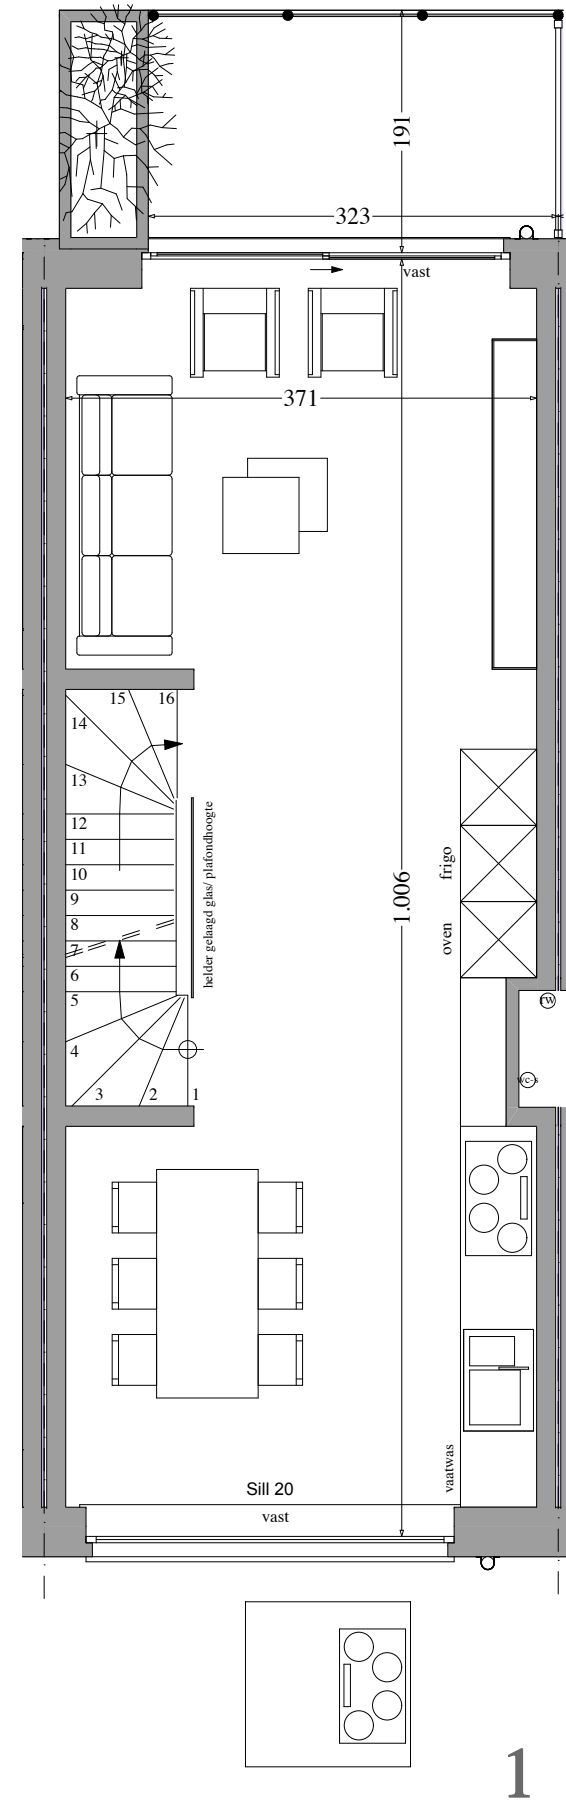 191
323
vast
371
15
16
14
13
12
11
10
9
8
7
6
5
4
3
2
1
helder gelaagd glas/ plafondhoogte
1.006
frigo
oven
rw
wc-s
vaatwas
Sill 20
vast
1